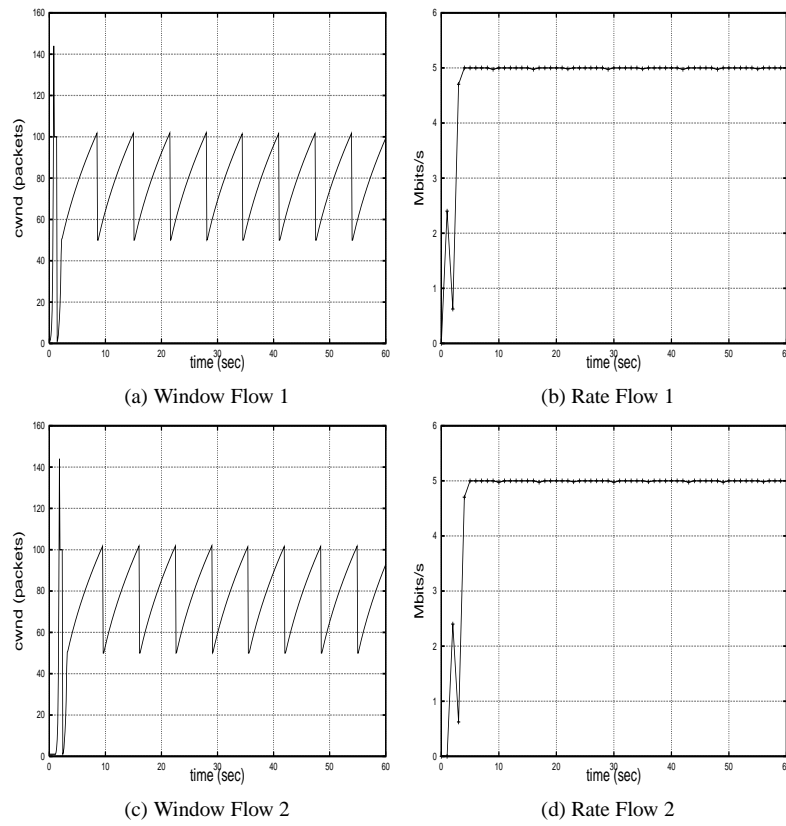 160
140
120
100
80
60
40
20
0
cwnd (packets)
0 10 20 30 40 50 60
time (sec)
(a) Window Flow 1
6
5
4
3
2
1
0
Mbits/s
0 10 20 30 40 50 60
time (sec)
(b) Rate Flow 1
160
140
120
100
80
60
40
20
0
cwnd (packets)
0 10 20 30 40 50 60
time (sec)
(c) Window Flow 2
6
5
4
3
2
1
0
Mbits/s
0 10 20 30 40 50 60
time (sec)
(d) Rate Flow 2